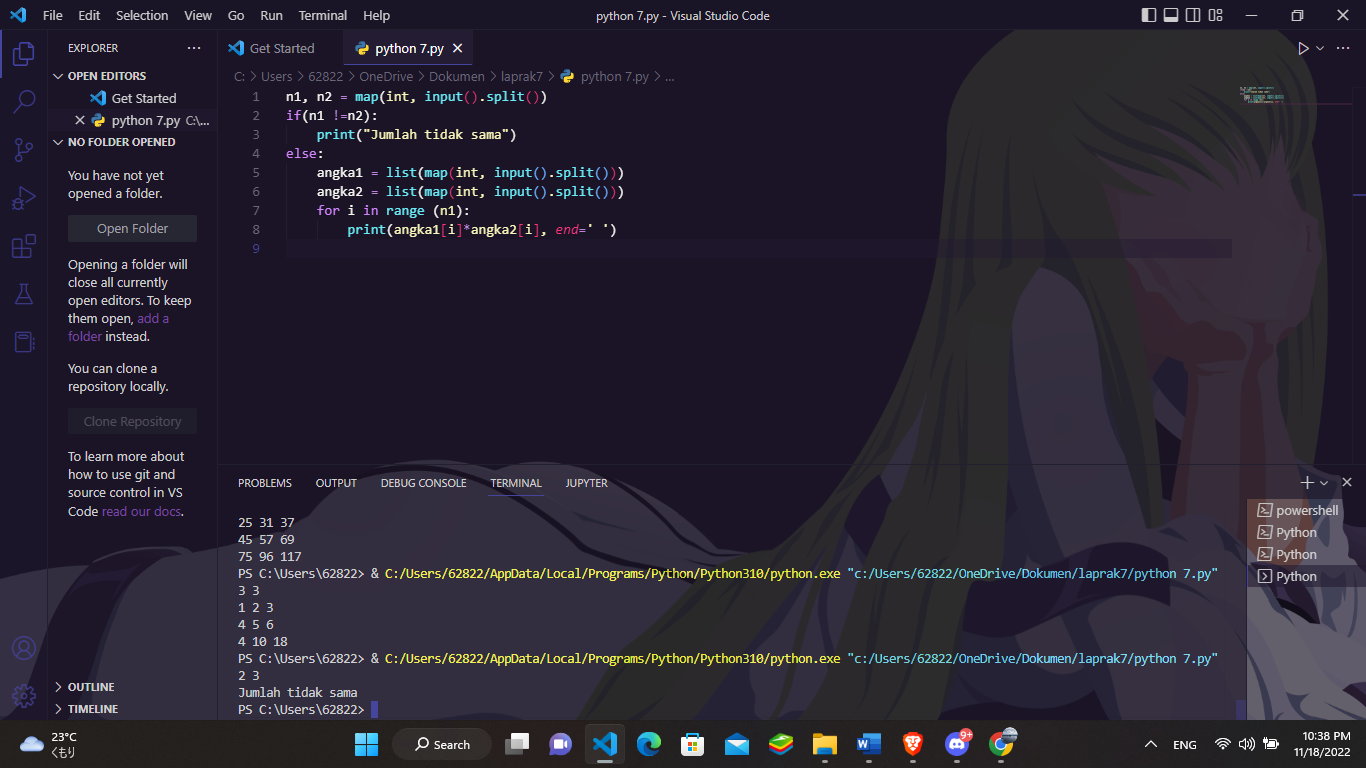 File Edit Selection View Go Run Terminal Help
python 7.py - Visual Studio Code
EXPLORER
OPEN EDITORS
Get Started
python 7.py C:\...
NO FOLDER OPENED
You have not yet
opened a folder.
Open Folder
Opening a folder will
close all currently
open editors. To keep
them open, add a
folder instead.
You can clone a
repository locally.
Clone Repository
To learn more about
how to use git and
source control in VS
Code read our docs.
OUTLINE
TIMELINE
Get Started
python 7.py
C: > Users > 62822 > OneDrive > Dokumen > laprak7 > python 7.py > ...
1 n1, n2 = map(int, input().split())
2 if(n1 !=n2):
3 print("Jumlah tidak sama")
4 else:
5 angka1 = list(map(int, input().split()))
6 angka2 = list(map(int, input().split()))
7 for i in range (n1):
8 print(angka1[i]*angka2[i], end=' ')
9
PROBLEMS OUTPUT DEBUG CONSOLE TERMINAL JUPYTER
25 31 37
45 57 69
75 96 117
PS C:\Users\62822> & C:/Users/62822/AppData/Local/Programs/Python/Python310/python.exe "c:/Users/62822/OneDrive/Dokumen/laprak7/python 7.py"
3 3
1 2 3
4 5 6
4 10 18
PS C:\Users\62822> & C:/Users/62822/AppData/Local/Programs/Python/Python310/python.exe "c:/Users/62822/OneDrive/Dokumen/laprak7/python 7.py"
2 3
Jumlah tidak sama
PS C:\Users\62822>
powershell
Python
Python
Python
23°C
くもり
Search
9+
ENG
10:38 PM
11/18/2022